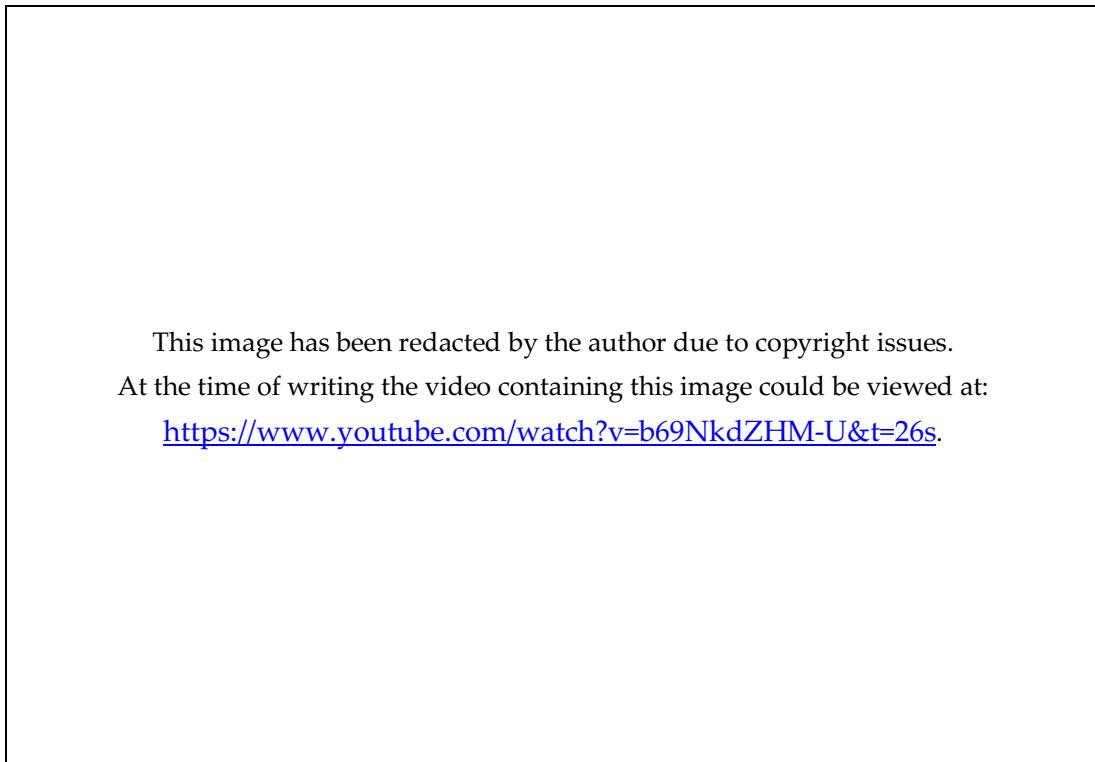 This image has been redacted by the author due to copyright issues.
At the time of writing the video containing this image could be viewed at:
https://www.youtube.com/watch?v=b69NkdZHM-U&t=26s.